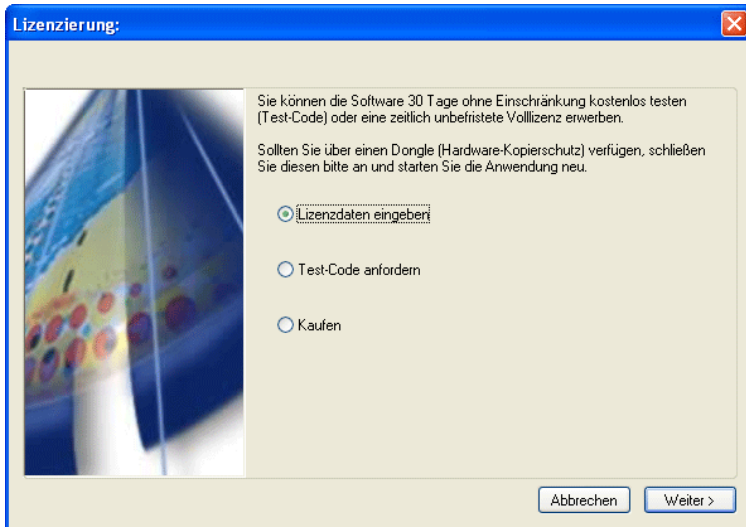 Lizenzierung:
Sie können die Software 30 Tage ohne Einschränkung kostenlos testen
(Test-Code) oder eine zeitlich unbefristete Volllizenz erwerben.
Sollten Sie über einen Dongle (Hardware-Kopierschutz) verfügen, schließen
Sie diesen bitte an und starten Sie die Anwendung neu.
Lizenzdaten eingeben
Test-Code anfordern
Kaufen
Abbrechen
Weiter >